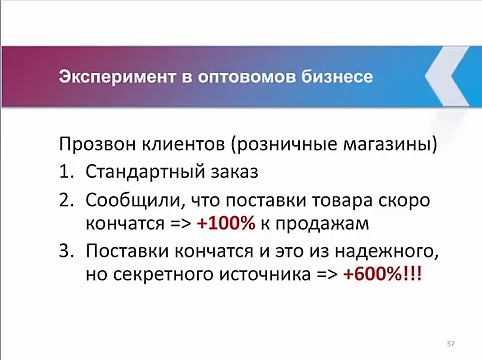 Эксперимент в оптовомов бизнесе
Прозвон клиентов (розничные магазины)
1. Стандартный заказ
2. Сообщили, что поставки товара скоро
кончатся => +100% к продажам
3. Поставки кончатся и это из надежного,
но секретного источника => +600%!!!
37